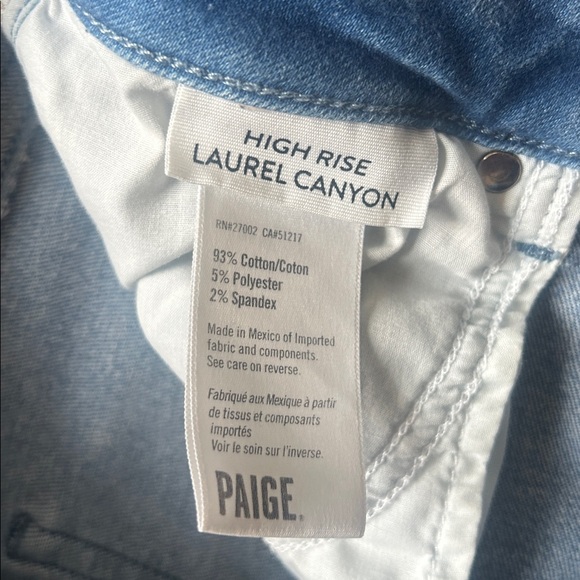 HIGH RISE
LAUREL CANYON
RN#27002 CA#51217
93% Cotton/Coton
5% Polyester
2% Spandex
Made in Mexico of Imported
fabric and components.
See care on reverse.
Fabriqué aux Mexique à partir
de tissus et composants
importés
Voir le soin sur l'inverse.
PAIGE.